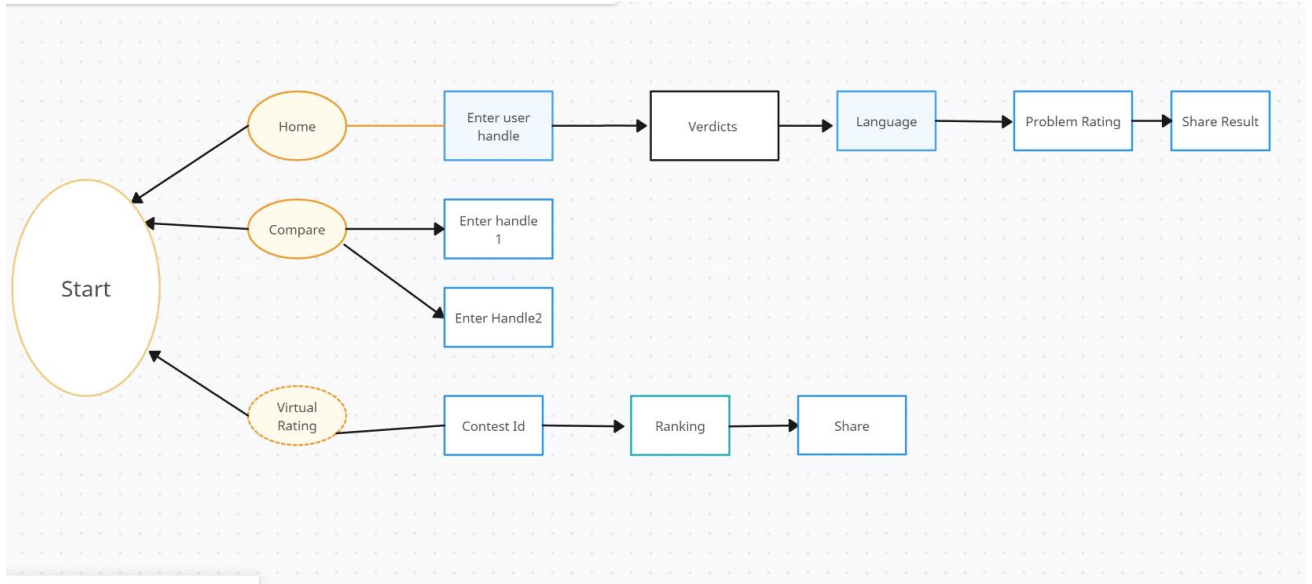 Start
Home
Enter user
handle
Verdicts
Language
Problem Rating
Share Result
Compare
Enter handle
1
Enter Handle2
Virtual
Rating
Contest Id
Ranking
Share